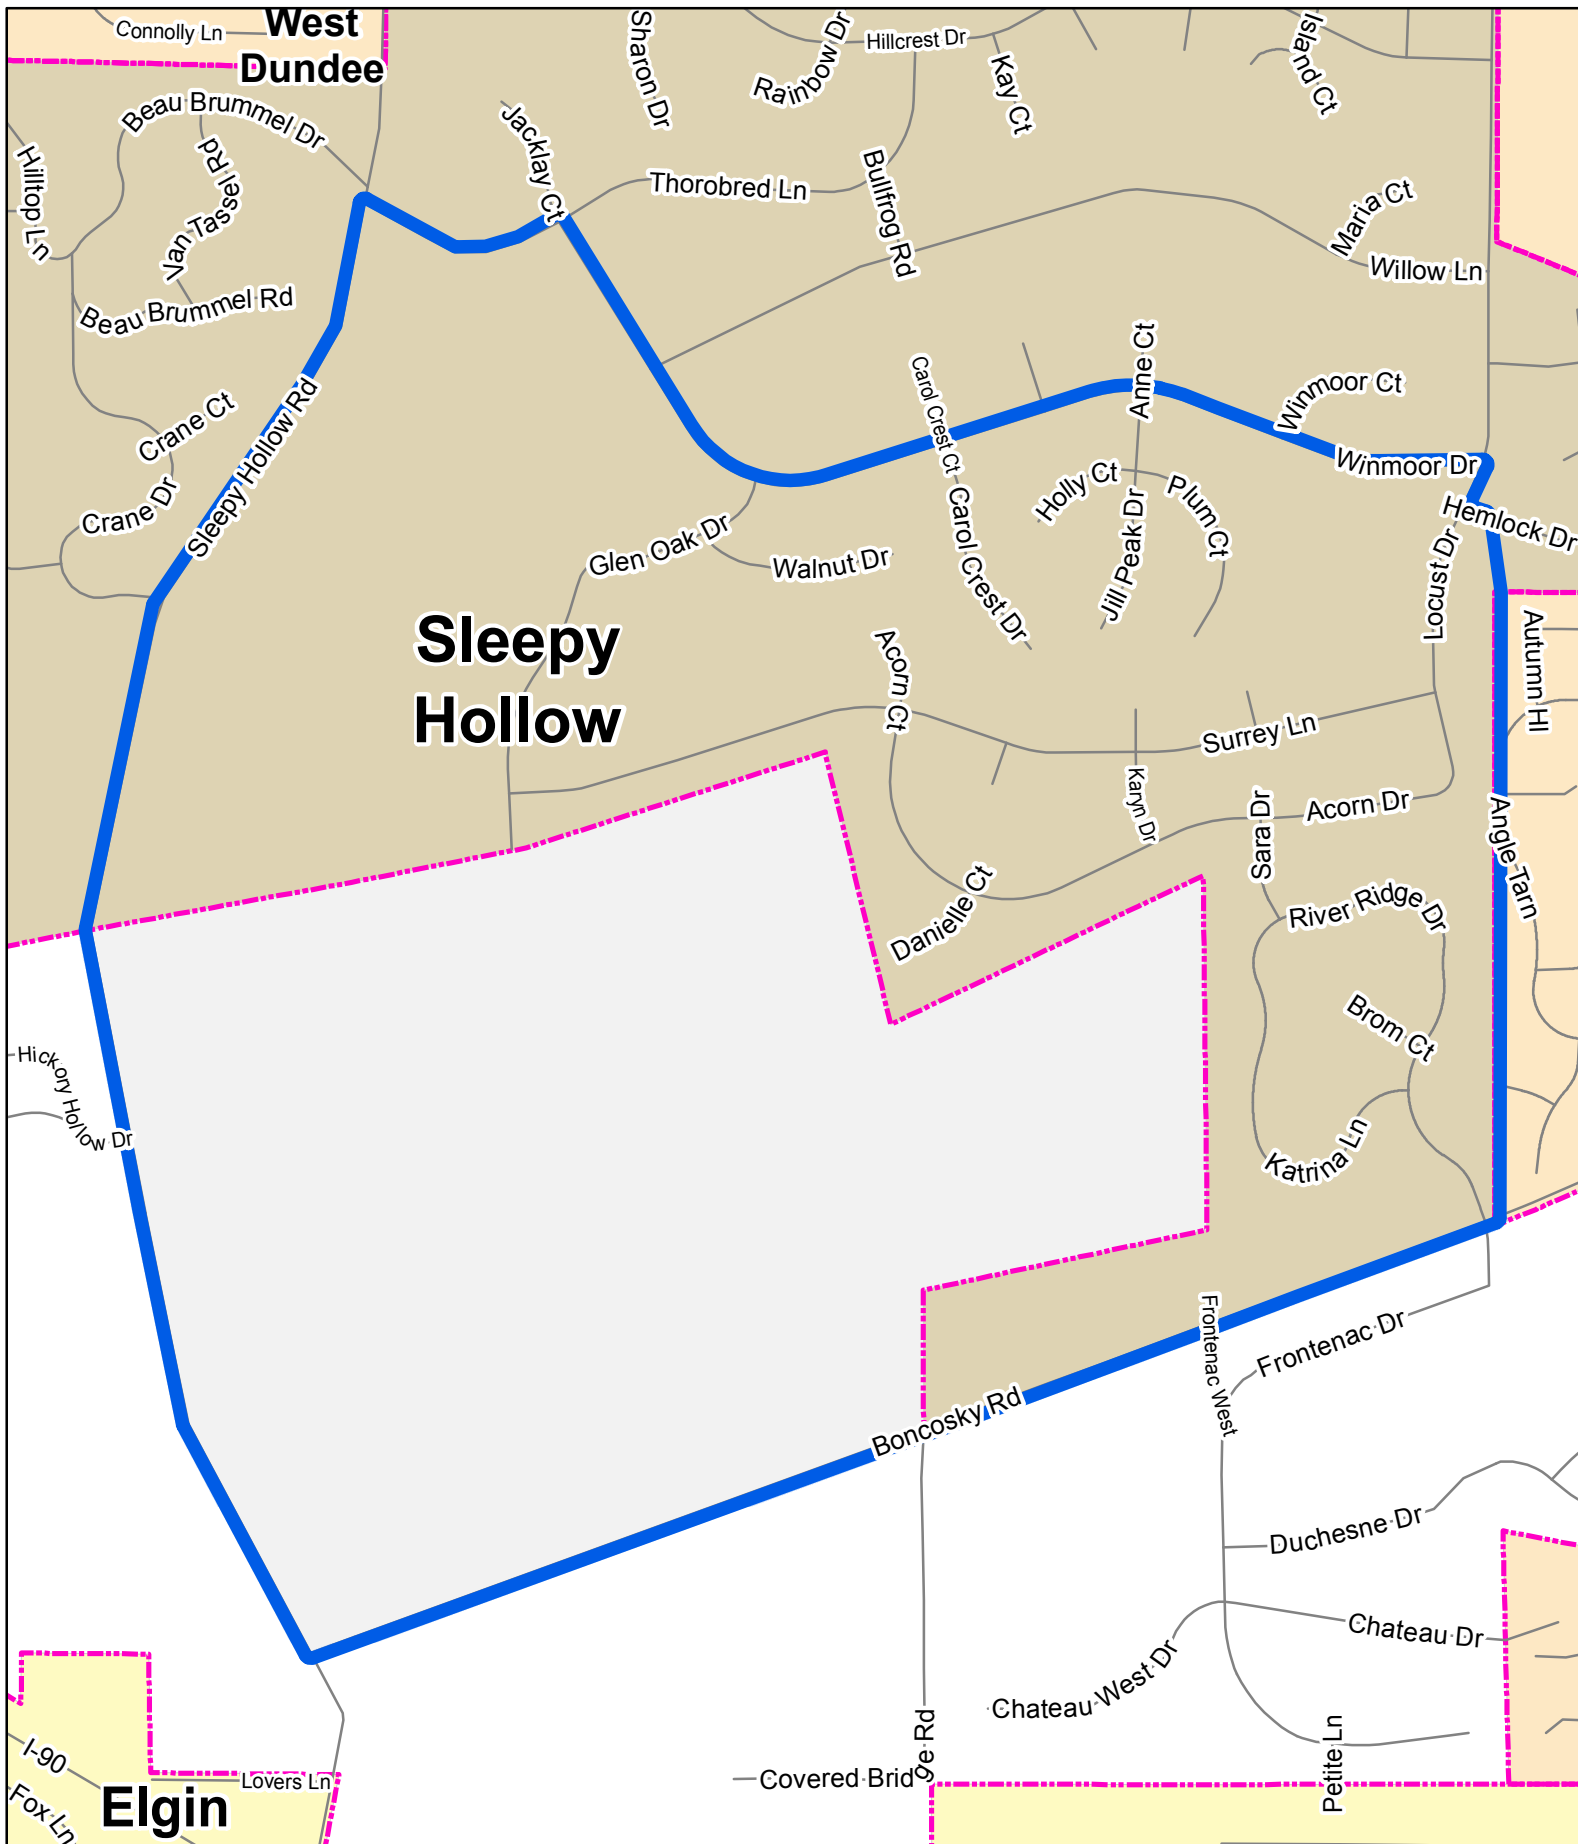 Connolly Ln
West
Dundee
Sharon Dr
Rainbow Dr
Hillcrest Dr
Kay Ct
Island Ct
Beau Brummel Dr
Jacklay Ct
Hilltop Ln
Van Tassel Rd
Thorobred Ln
Bullfrog Rd
Maria Ct
Willow Ln
Beau Brummel Rd
Anne Ct
Carol Crest Ct
Winmoor Ct
Crane Ct
Sleepy Hollow Rd
Winmoor Dr
Crane Dr
Holly Ct
Plum Ct
Hemlock Dr
Glen Oak Dr
Walnut Dr
Carol Crest Dr
Jill Peak Dr
Locust Dr
Sleepy
Hollow
Acorn Ct
Autumn Hl
Surrey Ln
Karyn Dr
Sara Dr
Acorn Dr
Angle Tarn
Danielle Ct
River Ridge Dr
Brom Ct
Hickory Hollow Dr
Katrina Ln
Frontenac West
Frontenac Dr
Boncosky Rd
Duchesne Dr
Chateau Dr
Chateau West Dr
Covered Bridge Rd
Petite Ln
I-90
Lovers Ln
Elgin
Fox Ln